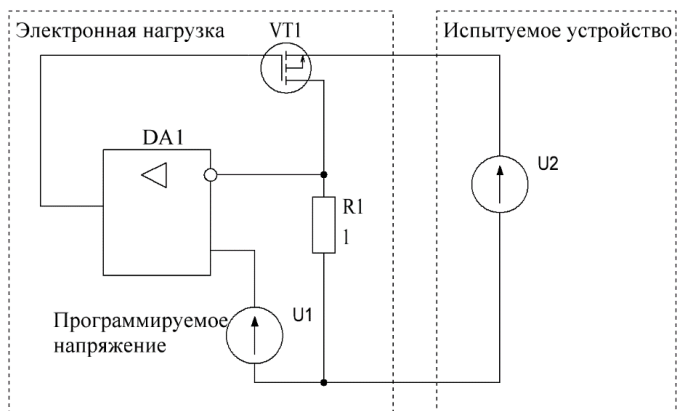 Электронная нагрузка
VT1
Испытуемое устройство
DA1
U2
R1
1
U1
Программируемое
напряжение